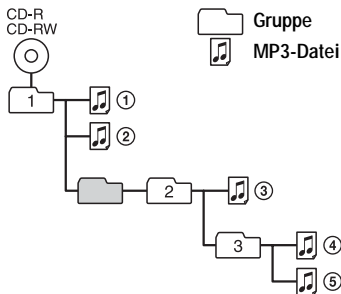 CD-R
CD-RW
Gruppe
MP3-Datei
1
①
②
2
③
3
④
⑤